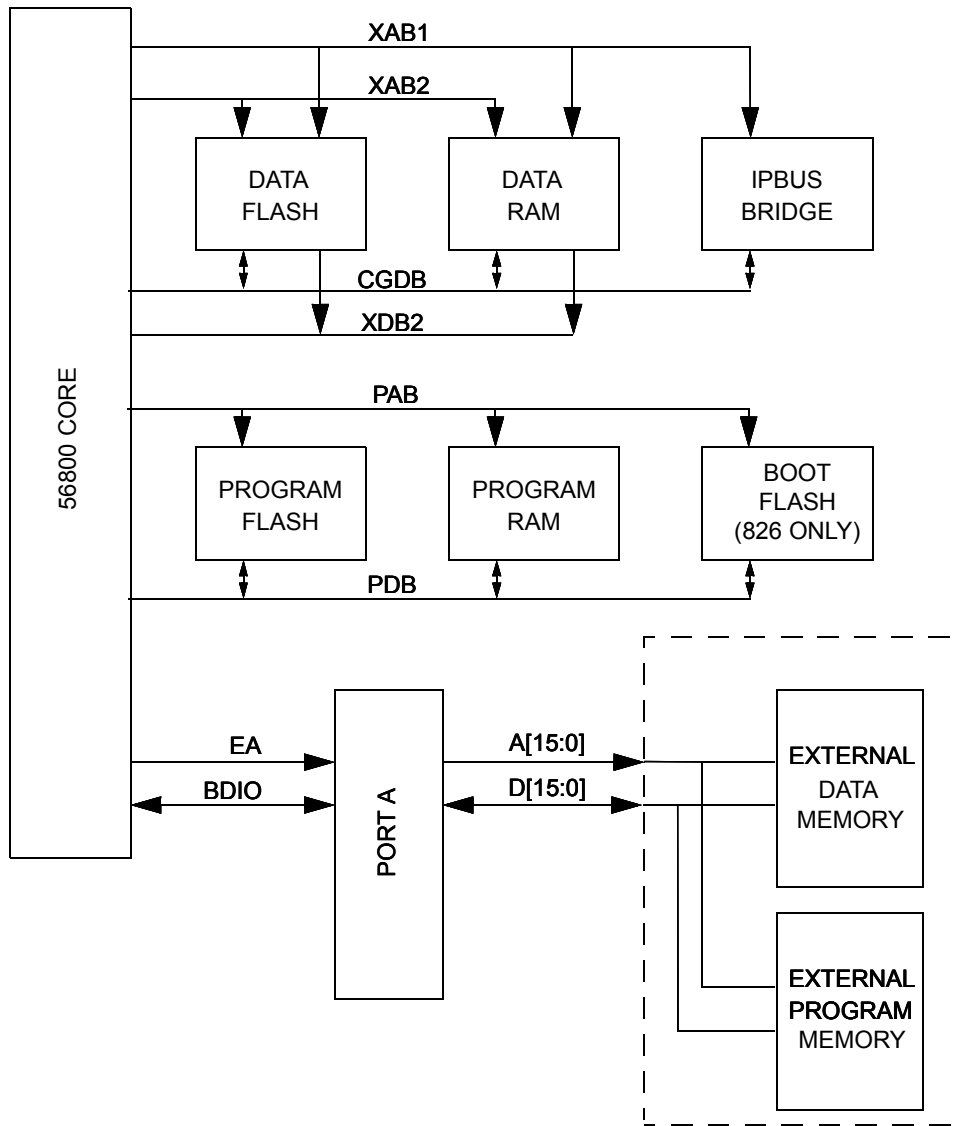 XAB1
XAB2
DATA
FLASH
DATA
RAM
IPBUS
BRIDGE
CGDB
XDB2
56800 CORE
PAB
PROGRAM
FLASH
PROGRAM
RAM
BOOT
FLASH
(826 ONLY)
PDB
EA
BDIO
PORT A
A[15:0]
D[15:0]
EXTERNAL
DATA
MEMORY
EXTERNAL
PROGRAM
MEMORY